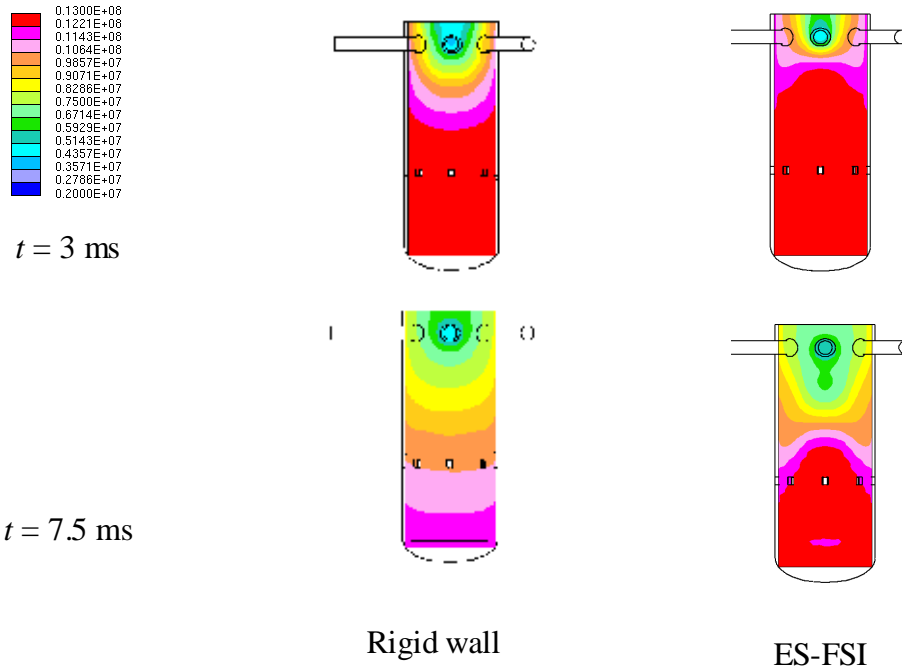 0.1300E+08
0.1221E+08
0.1143E+08
0.1064E+08
0.9857E+07
0.9071E+07
0.8286E+07
0.7500E+07
0.6714E+07
0.5929E+07
0.5143E+07
0.4357E+07
0.3571E+07
0.2786E+07
0.2000E+07
t = 3 ms
t = 7.5 ms
Rigid wall
ES-FSI